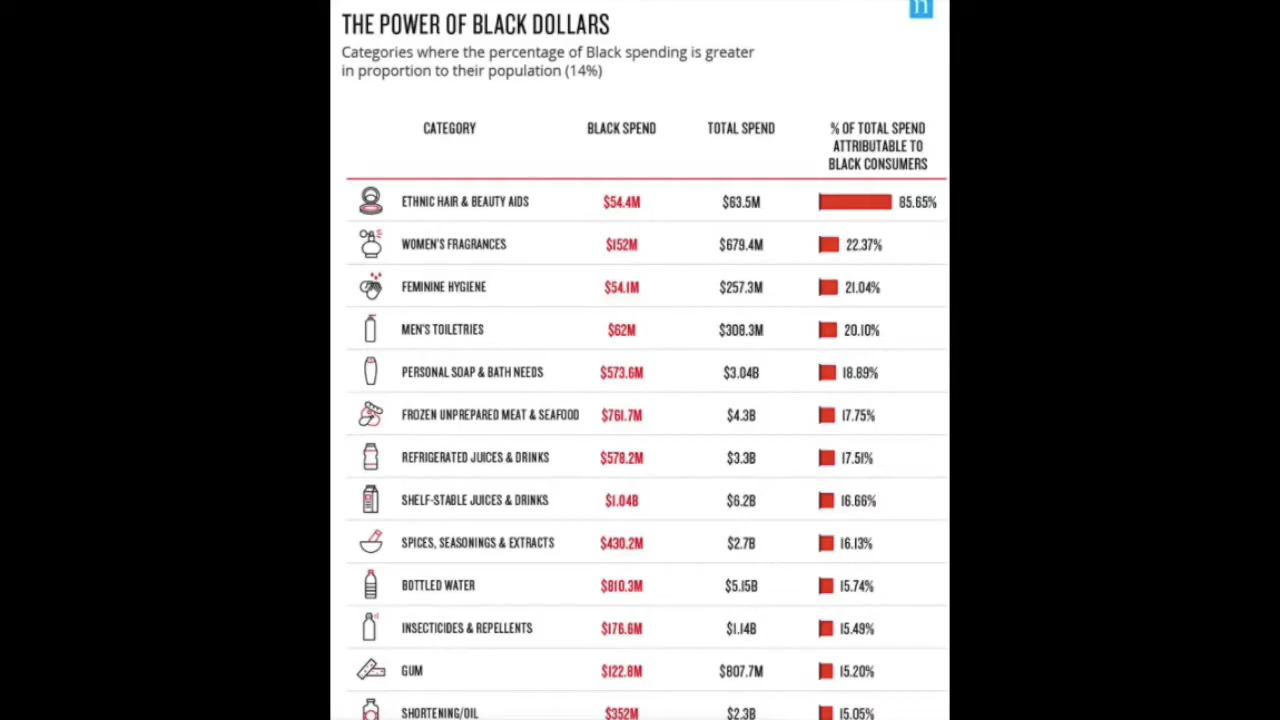 n
THE POWER OF BLACK DOLLARS
Categories where the percentage of Black spending is greater
in proportion to their population (14%)
CATEGORY BLACK SPEND TOTAL SPEND % OF TOTAL SPEND
ATTRIBUTABLE TO
BLACK CONSUMERS
ETHNIC HAIR & BEAUTY AIDS $54.4M $63.5M 85.65%
WOMEN'S FRAGRANCES $152M $679.4M 22.37%
FEMININE HYGIENE $54.1M $257.3M 21.04%
MEN'S TOILETRIES $62M $308.3M 20.10%
PERSONAL SOAP & BATH NEEDS $573.6M $3.04B 18.89%
FROZEN UNPREPARED MEAT & SEAFOOD $761.7M $4.3B 17.75%
REFRIGERATED JUICES & DRINKS $578.2M $3.3B 17.51%
SHELF-STABLE JUICES & DRINKS $1.04B $6.2B 16.66%
SPICES, SEASONINGS & EXTRACTS $430.2M $2.7B 16.13%
BOTTLED WATER $810.3M $5.15B 15.74%
INSECTICIDES & REPELLENTS $176.6M $1.14B 15.49%
GUM $122.8M $807.7M 15.20%
SHORTENING/OIL $352M $2.3B 15.05%